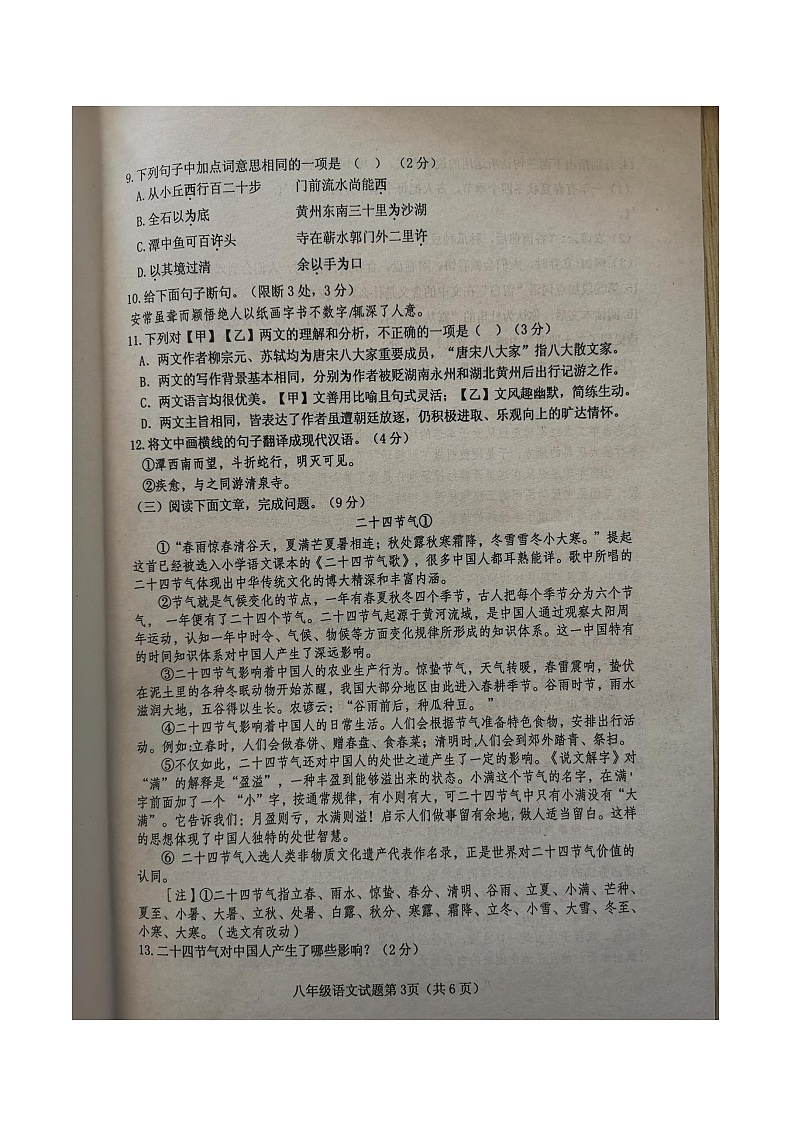 9.下列句子中加点词意思相同的一项是 （ ）（2分）
A.从小丘西行百二十步 门前流水尚能西
B.全石以为底 黄州东南三十里为沙湖
C.潭中鱼可百许头 寺在蕲水郭门外二里许
D.以其境过清 余以手为口
10.给下面句子断句。（限断3处，3分）
安常虽聋而颖悟绝人以纸画字书不数字辄深了人意。
11.下列对【甲】【乙】两文的理解和分析，不正确的一项是（ ）（3分）
A. 两文作者柳宗元、苏轼均为唐宋八大家重要成员，“唐宋八大家”指八大散文家。
B. 两文的写作背景基本相同，分别为作者被贬湖南永州和湖北黄州后出行记游之作。
C. 两文语言均很优美。【甲】文善用比喻且句式灵活；【乙】文风趣幽默，简练生动。
D. 两文主旨相同，皆表达了作者虽遭朝廷放逐，仍积极进取、乐观向上的旷达情怀。
12.将文中画横线的句子翻译成现代汉语。（4分）
①潭西南而望，斗折蛇行，明灭可见。
②疾愈，与之同游清泉寺。
（三）阅读下面文章，完成问题。（9分）
二十四节气①
①“春雨惊春清谷天，夏满芒夏暑相连；秋处露秋寒霜降，冬雪雪冬小大寒。”提起
这首已经被选入小学语文课本的《二十四节气歌》，很多中国人都耳熟能详。歌中所唱的
二十四节气体现出中华传统文化的博大精深和丰富内涵。
②节气就是气候变化的节点，一年有春夏秋冬四个季节，古人把每个季节分为六个节
气， 一年便有了二十四个节气。二十四节气起源于黄河流域，是中国人通过观察太阳周
年运动，认知一年中时令、气候、物候等方面变化规律所形成的知识体系。这一中国特有
的时间知识体系对中国人产生了深远影响。
③二十四节气影响着中国人的农业生产行为。惊蛰节气，天气转暖，春雷震响，蛰伏
在泥土里的各种冬眠动物开始苏醒，我国大部分地区由此进入春耕季节。谷雨时节，雨水
滋润大地，五谷得以生长。农谚云：“谷雨前后，种瓜种豆。”
④二十四节气影响着中国人的日常生活。人们会根据节气准备特色食物，安排出行活
动。例如:立春时，人们会做春饼、赠春盘、食春菜；清明时,人们会到郊外踏青、祭扫。
⑤不仅如此，二十四节气还对中国人的处世之道产生了一定的影响。《说文解字》对
“满”的解释是“盈溢”，一种丰盈到能够溢出来的状态。小满这个节气的名字，在'满'
字前面加了一个 “小”字，按通常规律，有小则有大，可二十四节气中只有小满没有“大
满”。它告诉我们：月盈则亏，水满则溢！启示人们做事留有余地，做人适当留白。这样
的思想体现了中国人独特的处世智慧。
⑥ 二十四节气入选人类非物质文化遗产代表作名录，正是世界对二十四节气价值的
认同。
[注]①二十四节气指立春、雨水、惊蛰、春分、清明、谷雨、立夏、小满、芒种、
夏至、小暑、大暑、立秋、处暑、白露、秋分、寒露、霜降、立冬、小雪、大雪、冬至、
小寒、大寒。(选文有改动)
13.二十四节气对中国人产生了哪些影响？（2分）
八年级语文试题第3页（共6页）